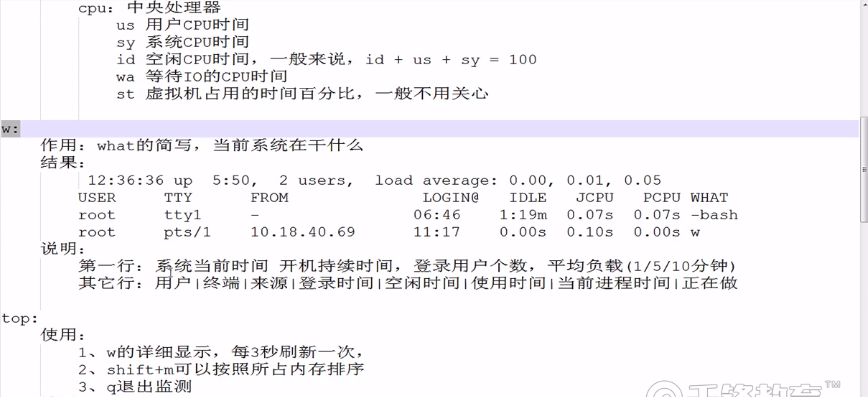 cpu: 中央处理器
us 用户CPU时间
sy 系统CPU时间
id 空闲CPU时间，一般来说，id + us + sy = 100
wa 等待IO的CPU时间
st 虚拟机占用的时间百分比，一般不用关心
w:
作用：what的简写，当前系统在干什么
结果：
12:36:36 up  5:50,  2 users,  load average: 0.00, 0.01, 0.05
USER     TTY      FROM             LOGIN@   IDLE   JCPU   PCPU WHAT
root     tty1     -                06:46    1:19m  0.07s  0.07s -bash
root     pts/1    10.18.40.69      11:17    0.00s  0.10s  0.00s w
说明：
第一行：系统当前时间 开机持续时间，登录用户个数，平均负载(1/5/10分钟)
其它行：用户|终端|来源|登录时间|空闲时间|使用时间|当前进程时间|正在做
top:
使用：
1、w的详细显示，每3秒刷新一次，
2、shift+m可以按照所占内存排序
3、q退出监测
千锋教育™